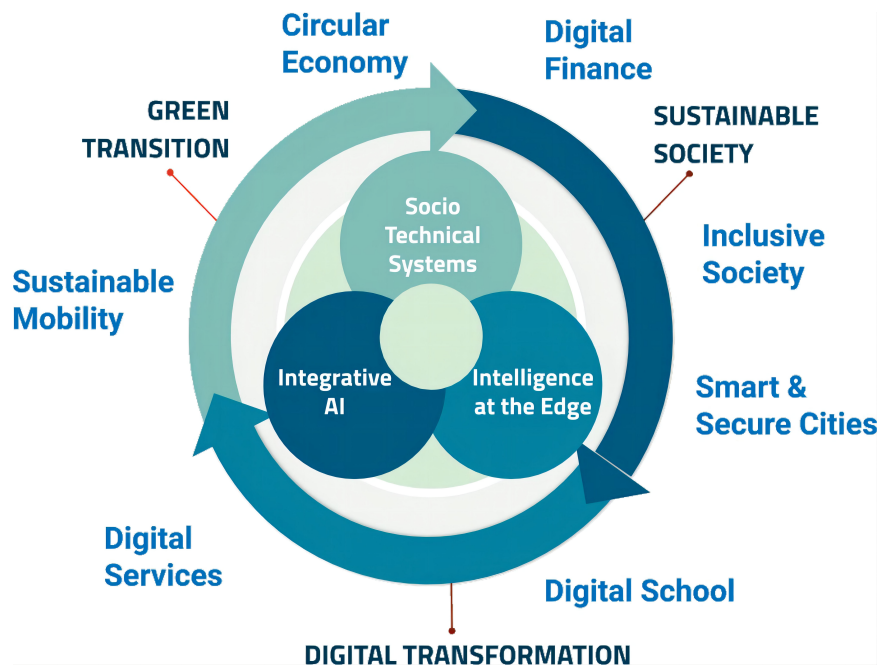 Circular
Economy
Digital
Finance
GREEN
TRANSITION
SUSTAINABLE
SOCIETY
Socio
Technical
Systems
Inclusive
Society
Sustainable
Mobility
Integrative
AI
Intelligence
at the Edge
Smart &
Secure Cities
Digital
Services
Digital School
DIGITAL TRANSFORMATION